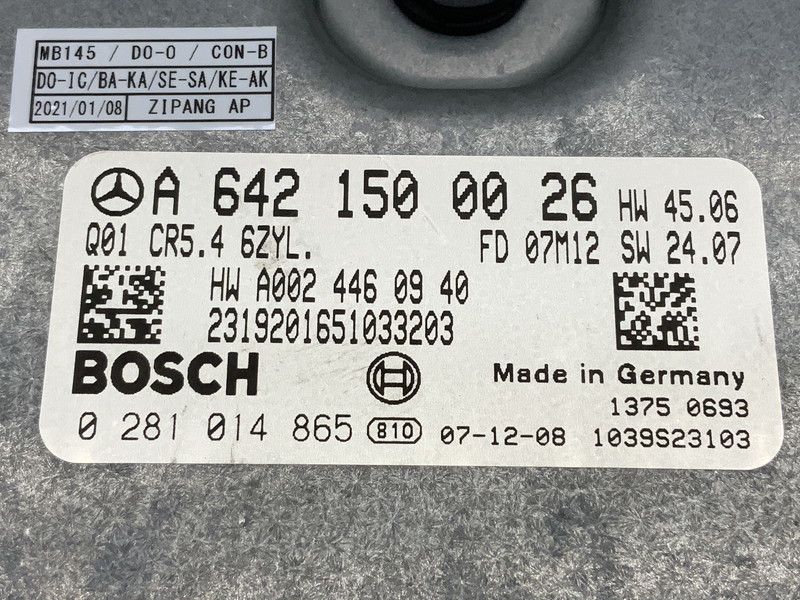 MB145 / DO-O / CON-B
DO-IC/BA-KA/SE-SA/KE-AK
2021/01/08 ZIPANG AP
A 642 150 00 26 HW 45.06
Q01 CR5.4 6ZYL. FD 07M12 SW 24.07
HW A002 446 09 40
2319201651033203
BOSCH
Made in Germany
1375 0693
0 281 014 865 810 07-12-08 1039S23103